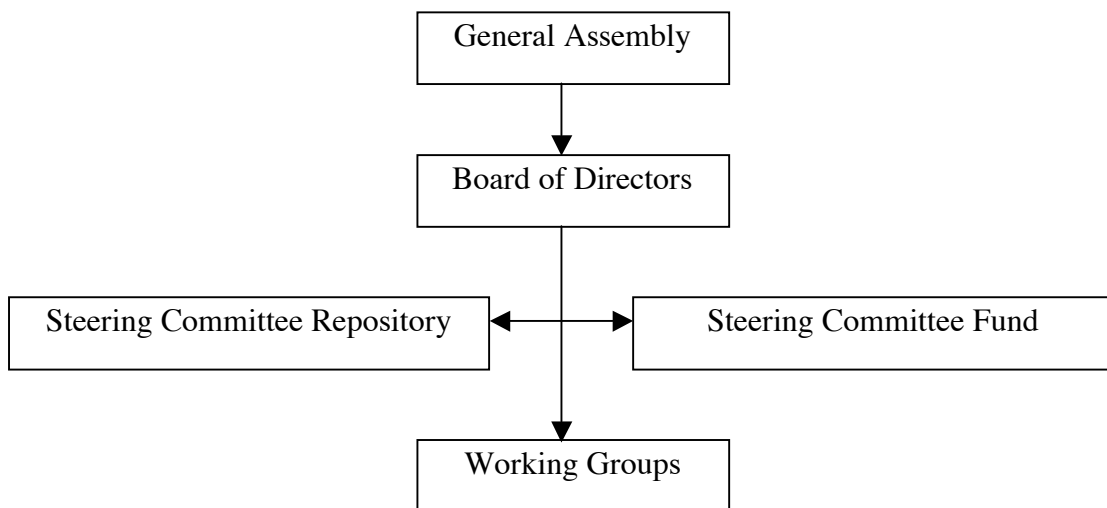 General Assembly
Board of Directors
Steering Committee Repository
Steering Committee Fund
Working Groups